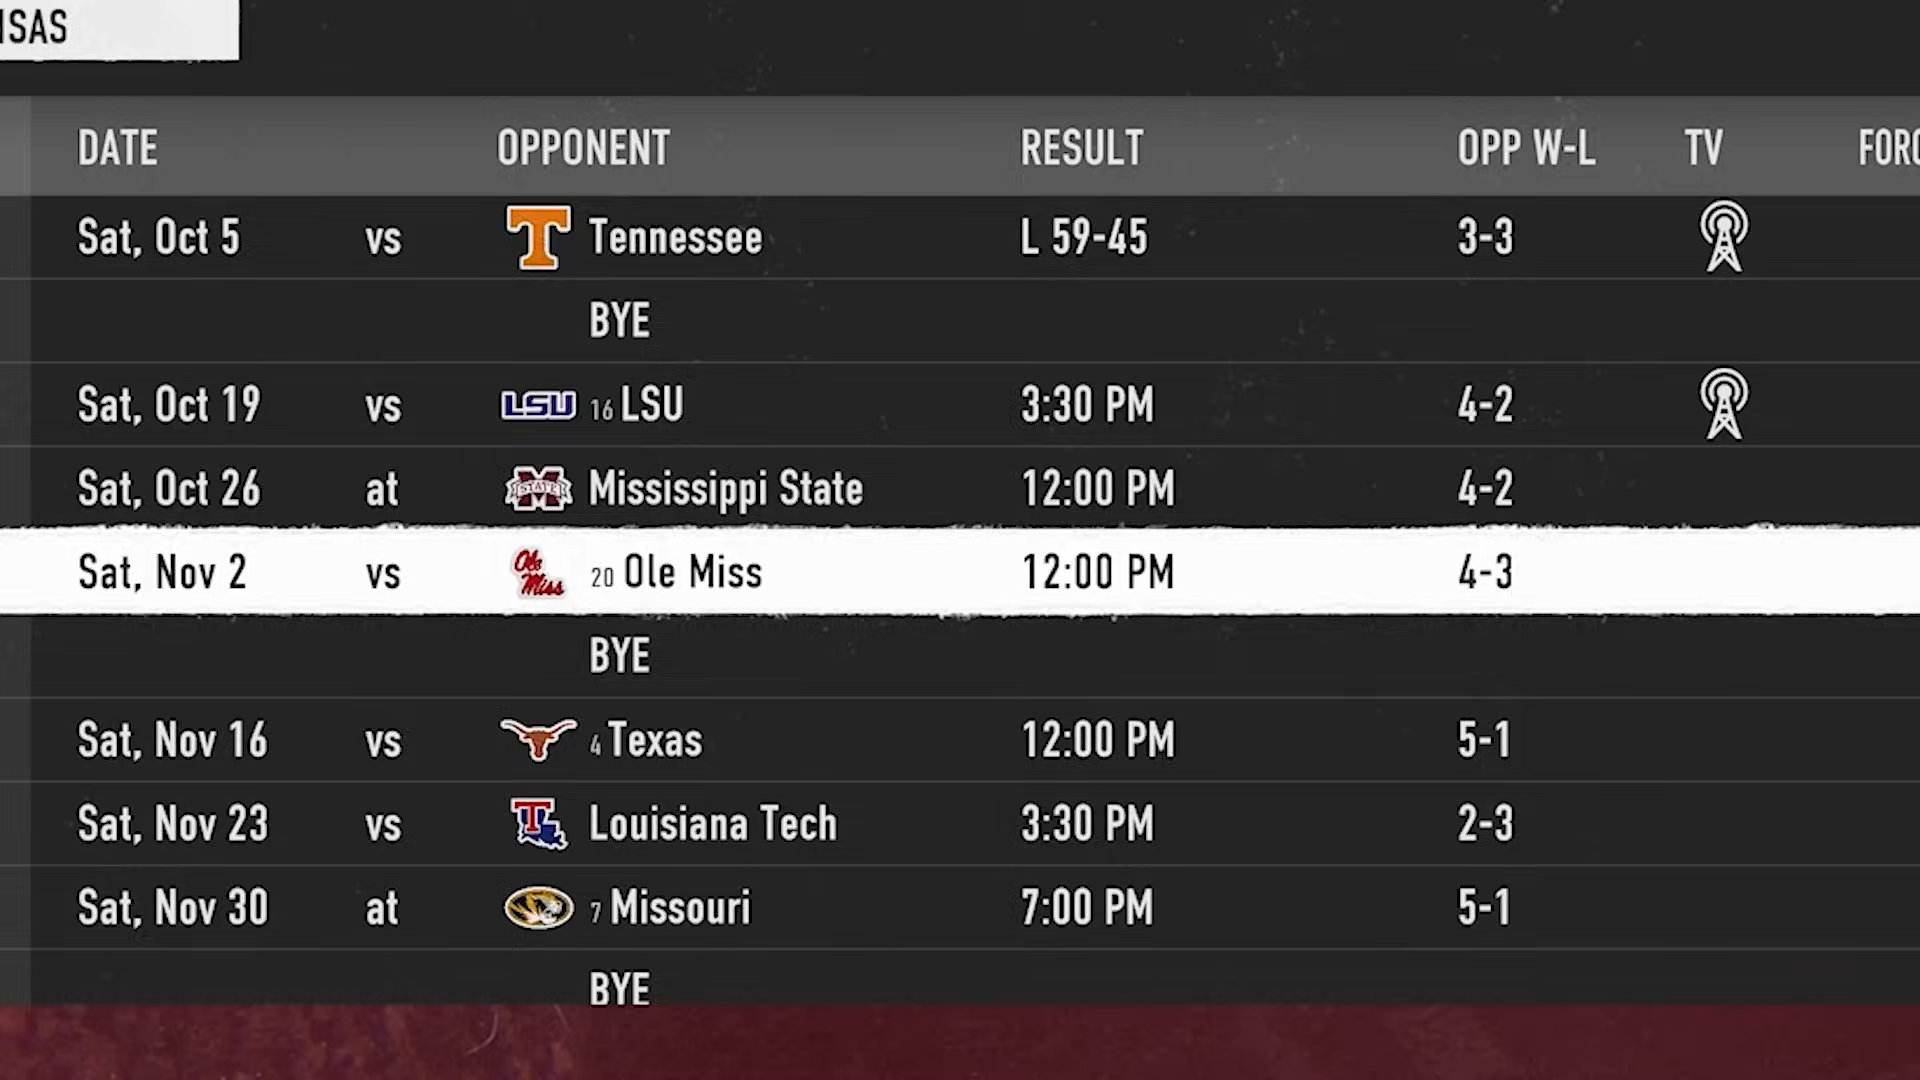 NSAS
DATE OPPONENT RESULT OPP W-L TV FORC
Sat, Oct 5 vs T Tennessee L 59-45 3-3
BYE
Sat, Oct 19 vs LSU 16 LSU 3:30 PM 4-2
Sat, Oct 26 at M STATE Mississippi State 12:00 PM 4-2
Sat, Nov 2 vs Ole Miss 20 Ole Miss 12:00 PM 4-3
BYE
Sat, Nov 16 vs 4 Texas 12:00 PM 5-1
Sat, Nov 23 vs T Louisiana Tech 3:30 PM 2-3
Sat, Nov 30 at 7 Missouri 7:00 PM 5-1
BYE